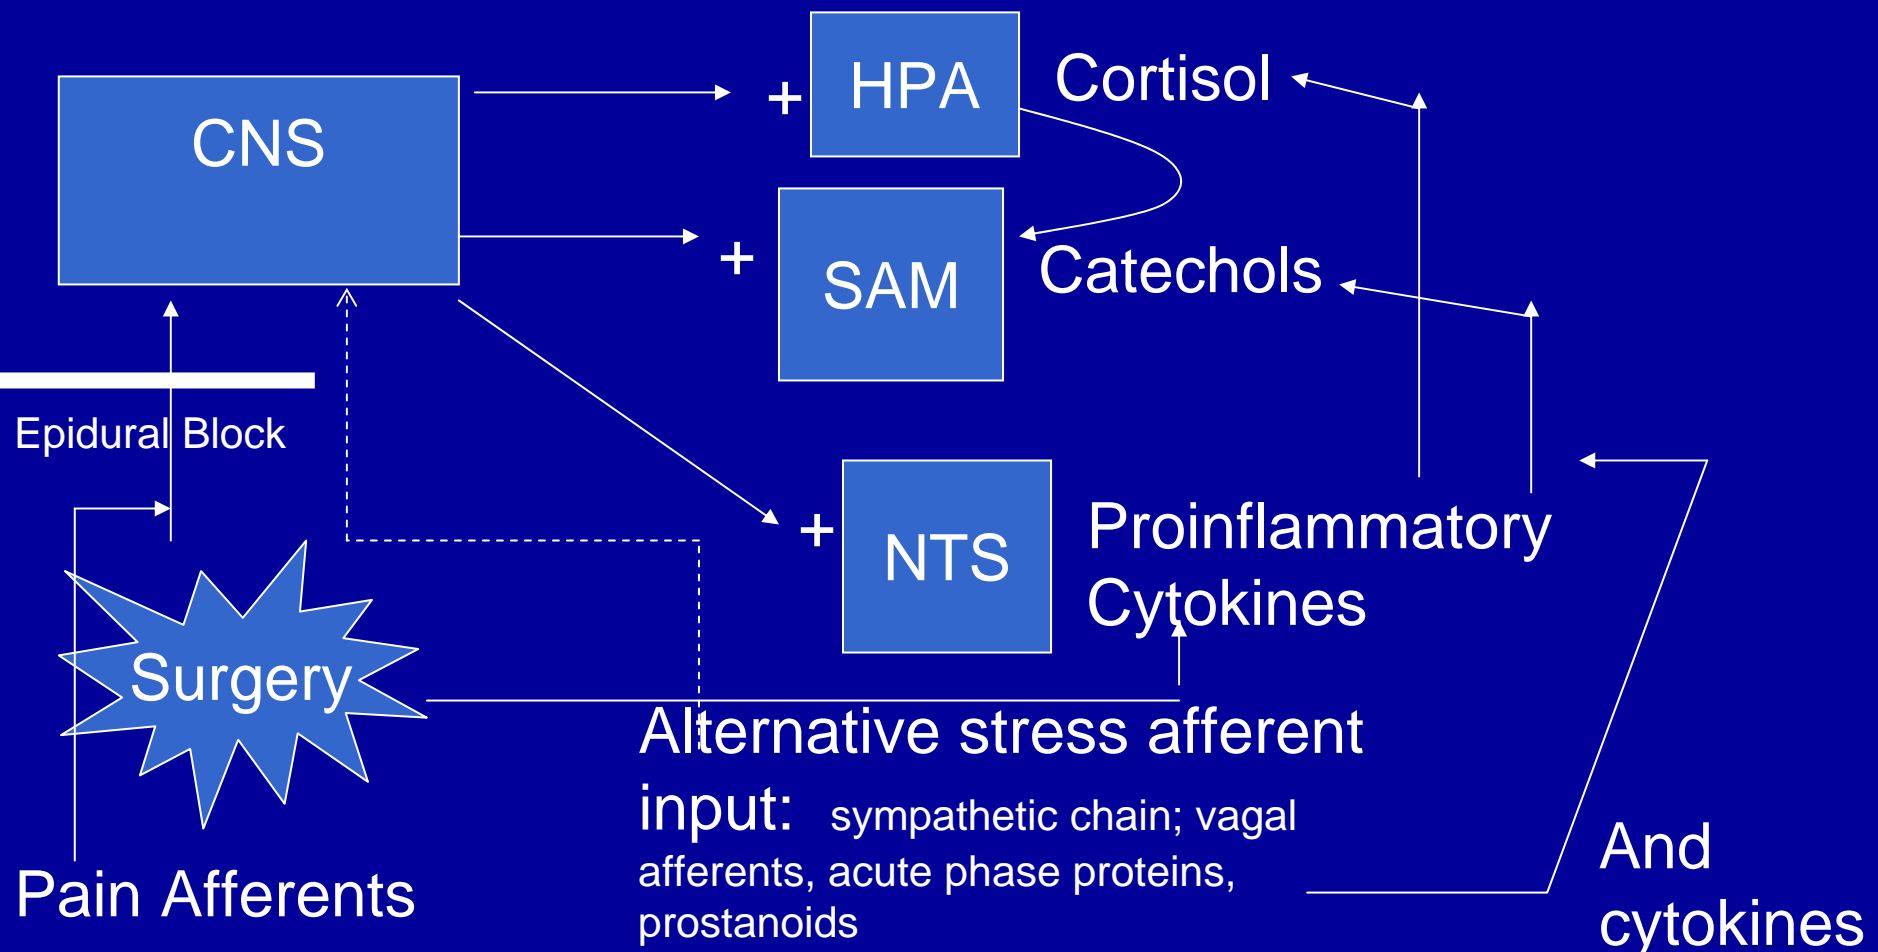 + HPA Cortisol
CNS
+ SAM Catechols
Epidural Block
+ NTS Proinflammatory
Cytokines
Surgery
Alternative stress afferent
input: sympathetic chain; vagal
afferents, acute phase proteins,
prostanoids
Pain Afferents
And
cytokines